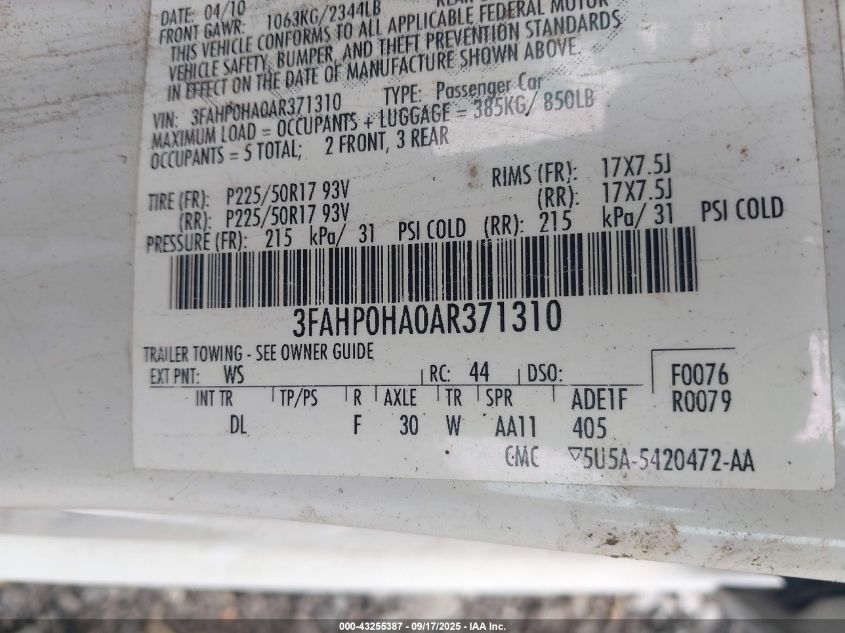 DATE: 04/10
FRONT GAWR: 1063KG/2344LB
THIS VEHICLE CONFORMS TO ALL APPLICABLE FEDERAL MOTOR
VEHICLE SAFETY, BUMPER, AND THEFT PREVENTION STANDARDS
IN EFFECT ON THE DATE OF MANUFACTURE SHOWN ABOVE.
VIN: 3FAHP0HA0AR371310 TYPE: Passenger Car
MAXIMUM LOAD = OCCUPANTS + LUGGAGE = 385KG/ 850LB
OCCUPANTS = 5 TOTAL; 2 FRONT, 3 REAR
TIRE (FR): P225/50R17 93V RIMS (FR): 17X7.5J
(RR): P225/50R17 93V (RR): 17X7.5J
PRESSURE (FR): 215 kPa/ 31 PSI COLD (RR): 215 kPa/ 31 PSI COLD
3FAHP0HA0AR371310
TRAILER TOWING - SEE OWNER GUIDE
EXT PNT: WS RC: 44 DSO: F0076
INT TR TP/PS R AXLE TR SPR ADE1F R0079
DL F 30 W AA11 405
CMC ▽5U5A-5420472-AA
000-43255387 - 09/17/2025 - IAA Inc.